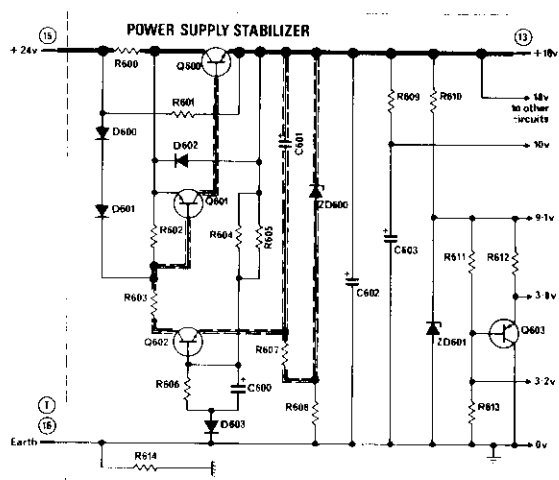 POWER SUPPLY STABILIZER
15
13
+ 24v
+18v
R600
Q600
R601
18v
to other
circuits
R609
R610
D600
C601
10v
D602
D601
Q601
ZD600
R602
R604
R605
9·1v
C603
R611
R612
R603
C602
3·8v
Q602
R607
ZD601
Q603
R606
C600
3·2v
R608
R613
D603
16
Earth
0v
R614